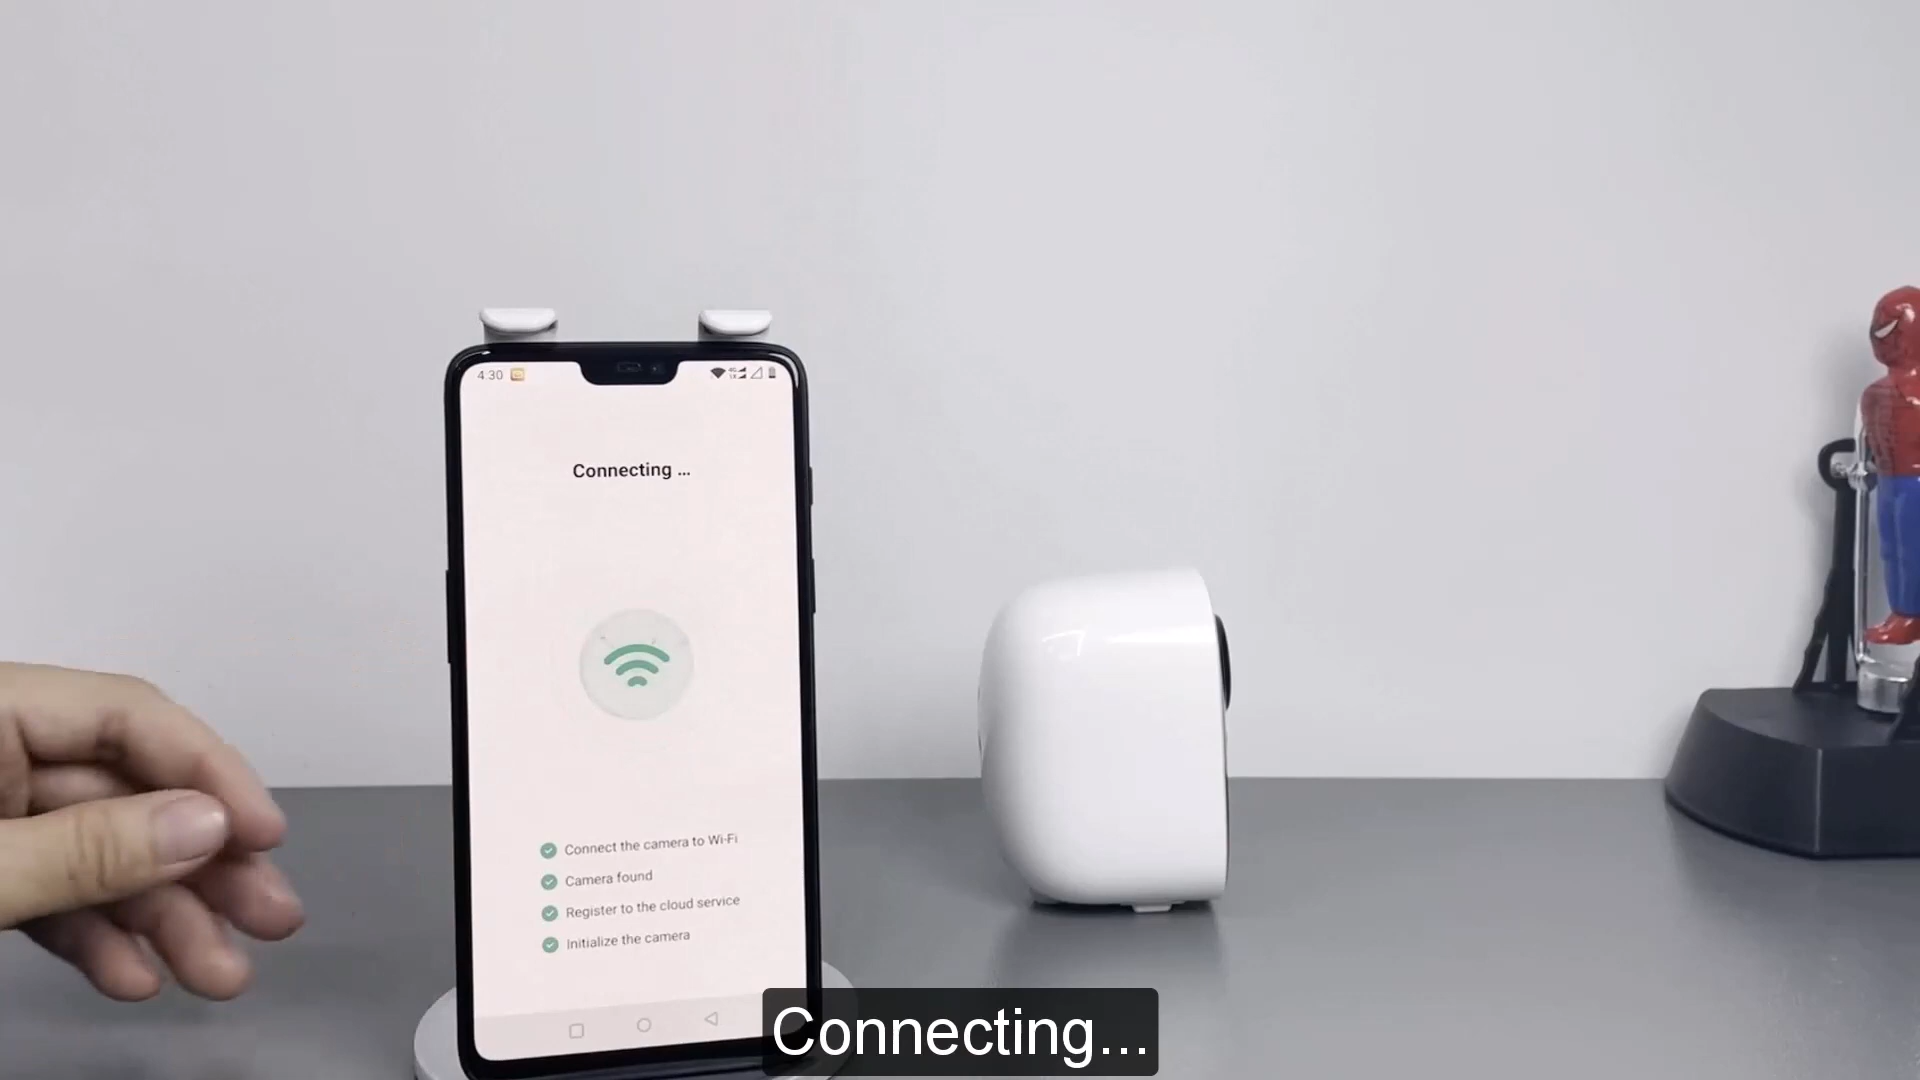 4:30
Connecting ...
Connect the camera to Wi-Fi
Camera found
Register to the cloud service
Initialize the camera
Connecting...